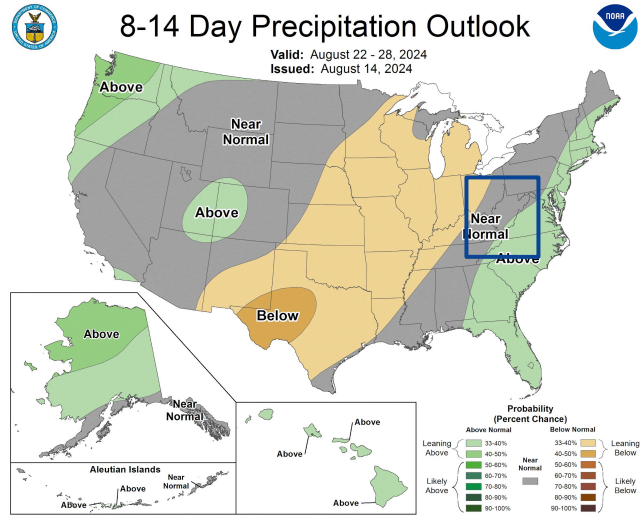 8-14 Day Precipitation Outlook
Valid: August 22 - 28, 2024
Issued: August 14, 2024
NOAA
Above
Near
Normal
Above
Near
Normal
Above
Below
Above
Near
Normal
Aleutian Islands
Above
Above
Near
Normal
Above
Above
Above
Probability
(Percent Chance)
Above Normal
Below Normal
Leaning
Above
Likely
Above
33-40%
40-50%
50-60%
60-70%
70-80%
80-90%
90-100%
Near
Normal
33-40%
40-50%
50-60%
60-70%
70-80%
80-90%
90-100%
Leaning
Below
Likely
Below